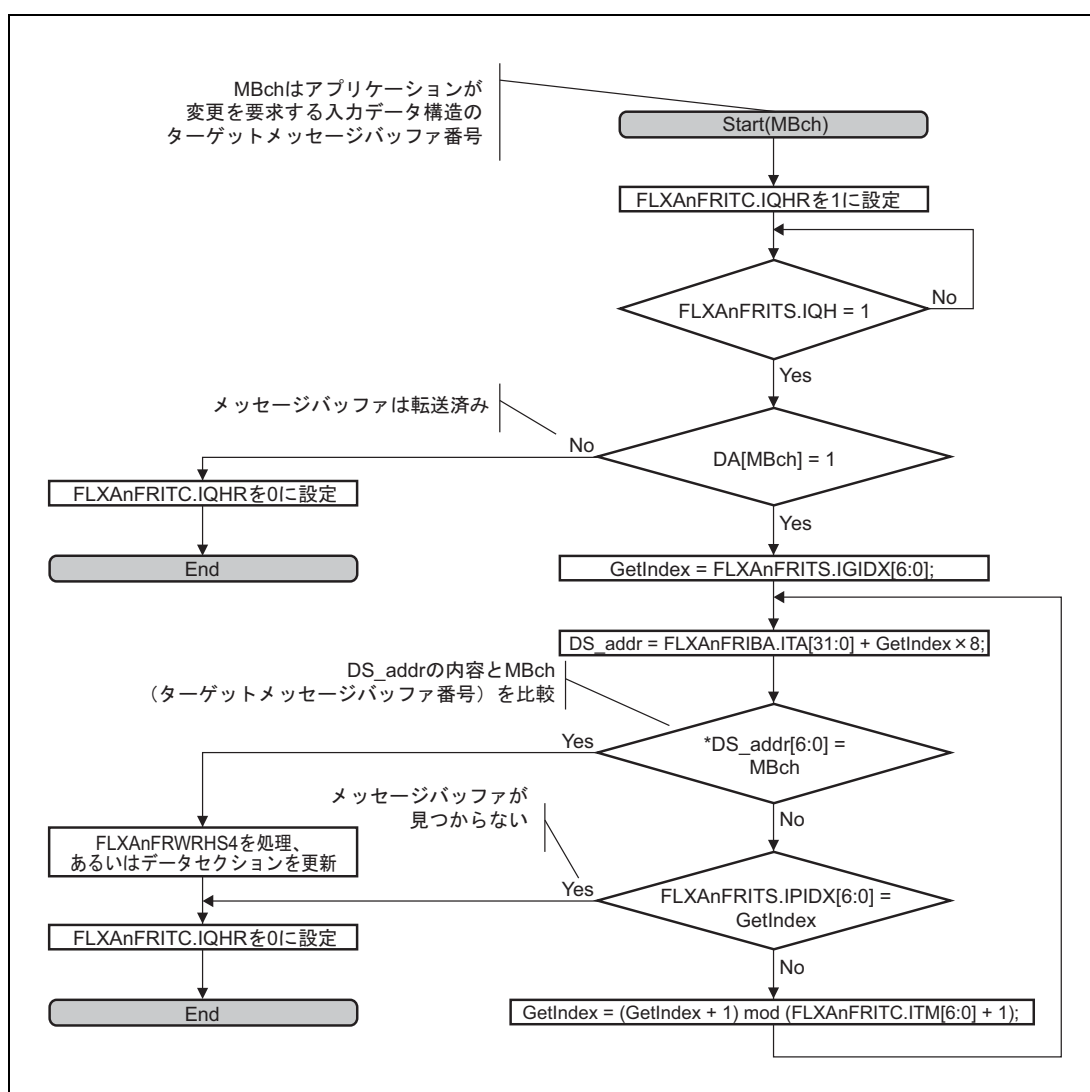 MBchはアプリケーションが
変更を要求する入力データ構造の
ターゲットメッセージバッファ番号
Start(MBch)
FLXAnFRITC.IQHRを1に設定
FLXAnFRITS.IQH = 1
No
Yes
メッセージバッファは転送済み
No
DA[MBch] = 1
FLXAnFRITC.IQHRを0に設定
Yes
End
GetIndex = FLXAnFRITS.IGIDX[6:0];
DS_addr = FLXAnFRIBA.ITA[31:0] + GetIndex×8;
DS_addrの内容とMBch
（ターゲットメッセージバッファ番号）を比較
Yes
*DS_addr[6:0] =
MBch
メッセージバッファが
見つからない
No
FLXAnFRWRHS4を処理、
あるいはデータセクションを更新
Yes
FLXAnFRITS.IPIDX[6:0] =
GetIndex
FLXAnFRITC.IQHRを0に設定
No
End
GetIndex = (GetIndex + 1) mod (FLXAnFRITC.ITM[6:0] + 1);